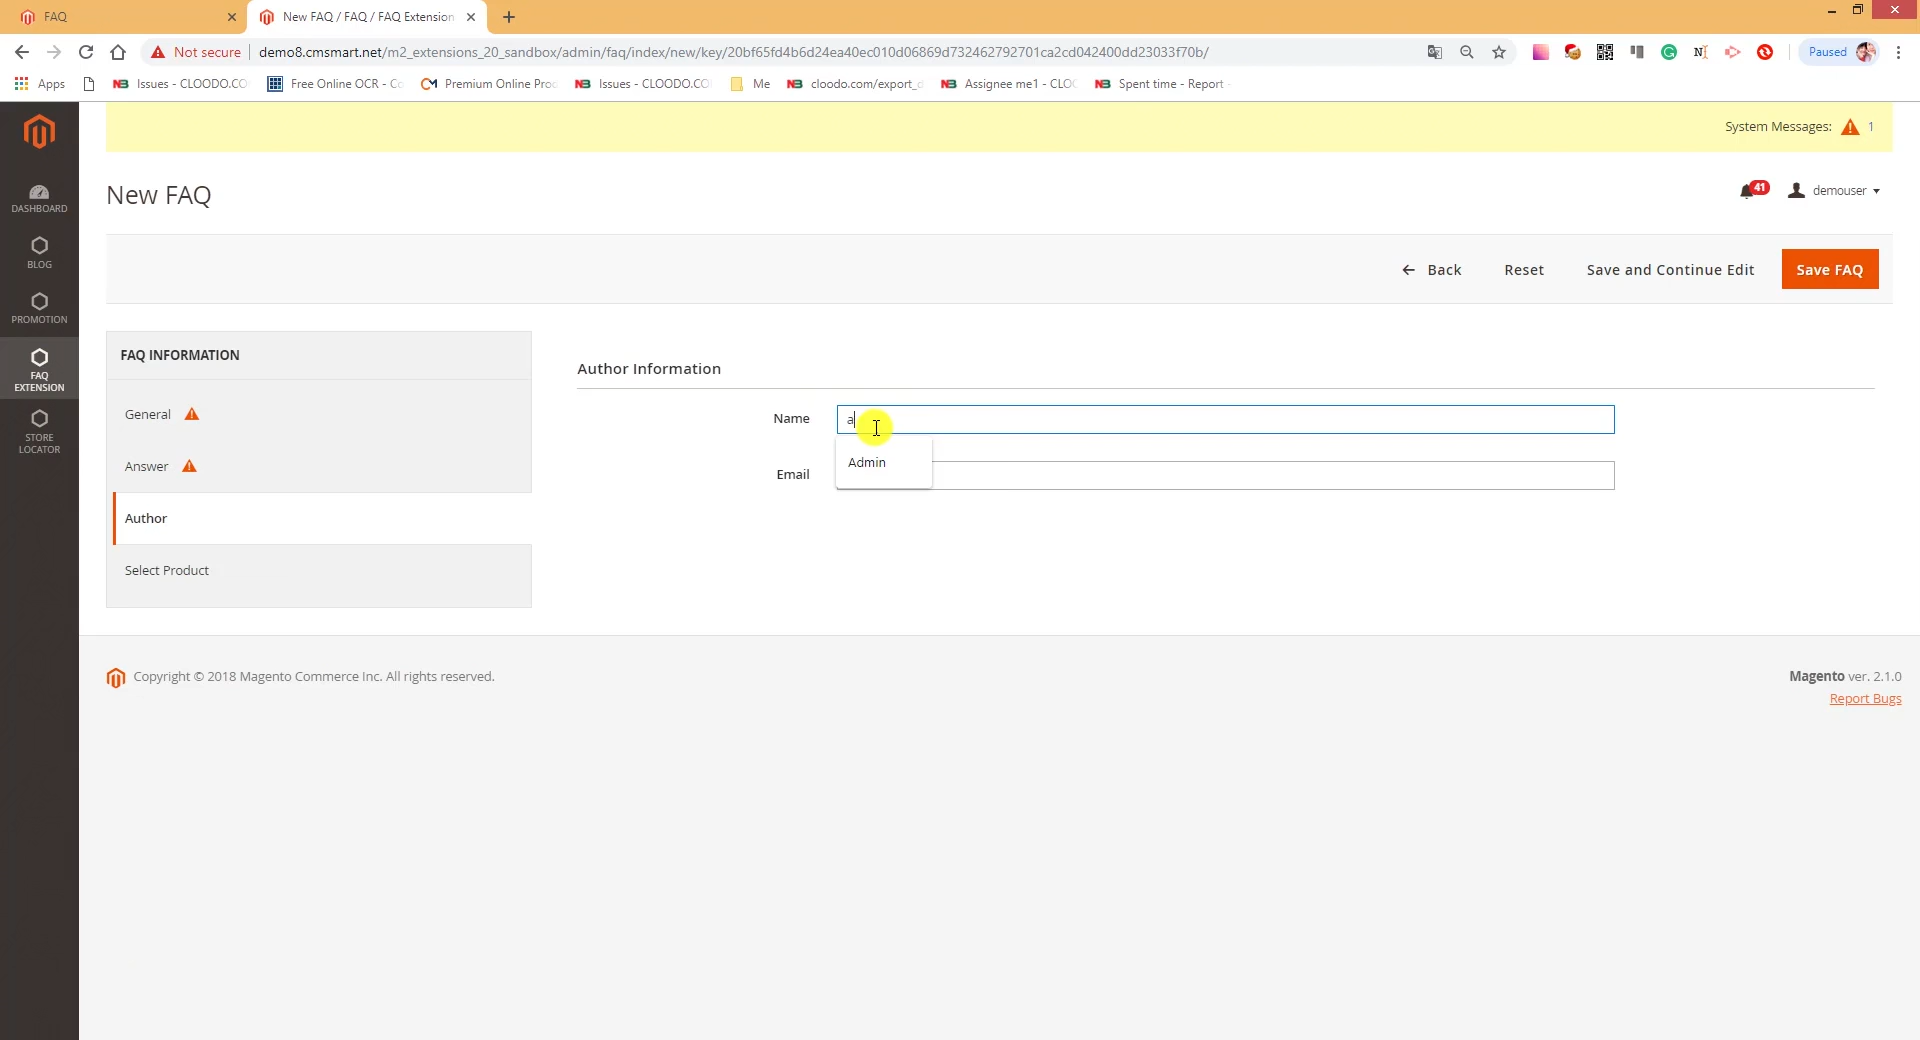 FAQ
New FAQ / FAQ / FAQ Extension
Not secure
demo8.cmsmart.net/m2_extensions_20_sandbox/admin/faq/index/new/key/20bf65fd4b6d24ea40ec010d06869d732462792701ca2cd042400dd23033f70b/
Paused
Apps
Issues - CLOODO.CO
Free Online OCR - Co
Premium Online Pro
Issues - CLOODO.CO
Me
cloodo.com/export_d
Assignee me1 - CLOC
Spent time - Report
System Messages: 1
New FAQ
41
demouser
DASHBOARD
BLOG
PROMOTION
FAQ
EXTENSION
STORE
LOCATOR
Back
Reset
Save and Continue Edit
Save FAQ
FAQ INFORMATION
General
Answer
Author
Select Product
Author Information
Name
a
Admin
Email
Copyright © 2018 Magento Commerce Inc. All rights reserved.
Magento ver. 2.1.0
Report Bugs